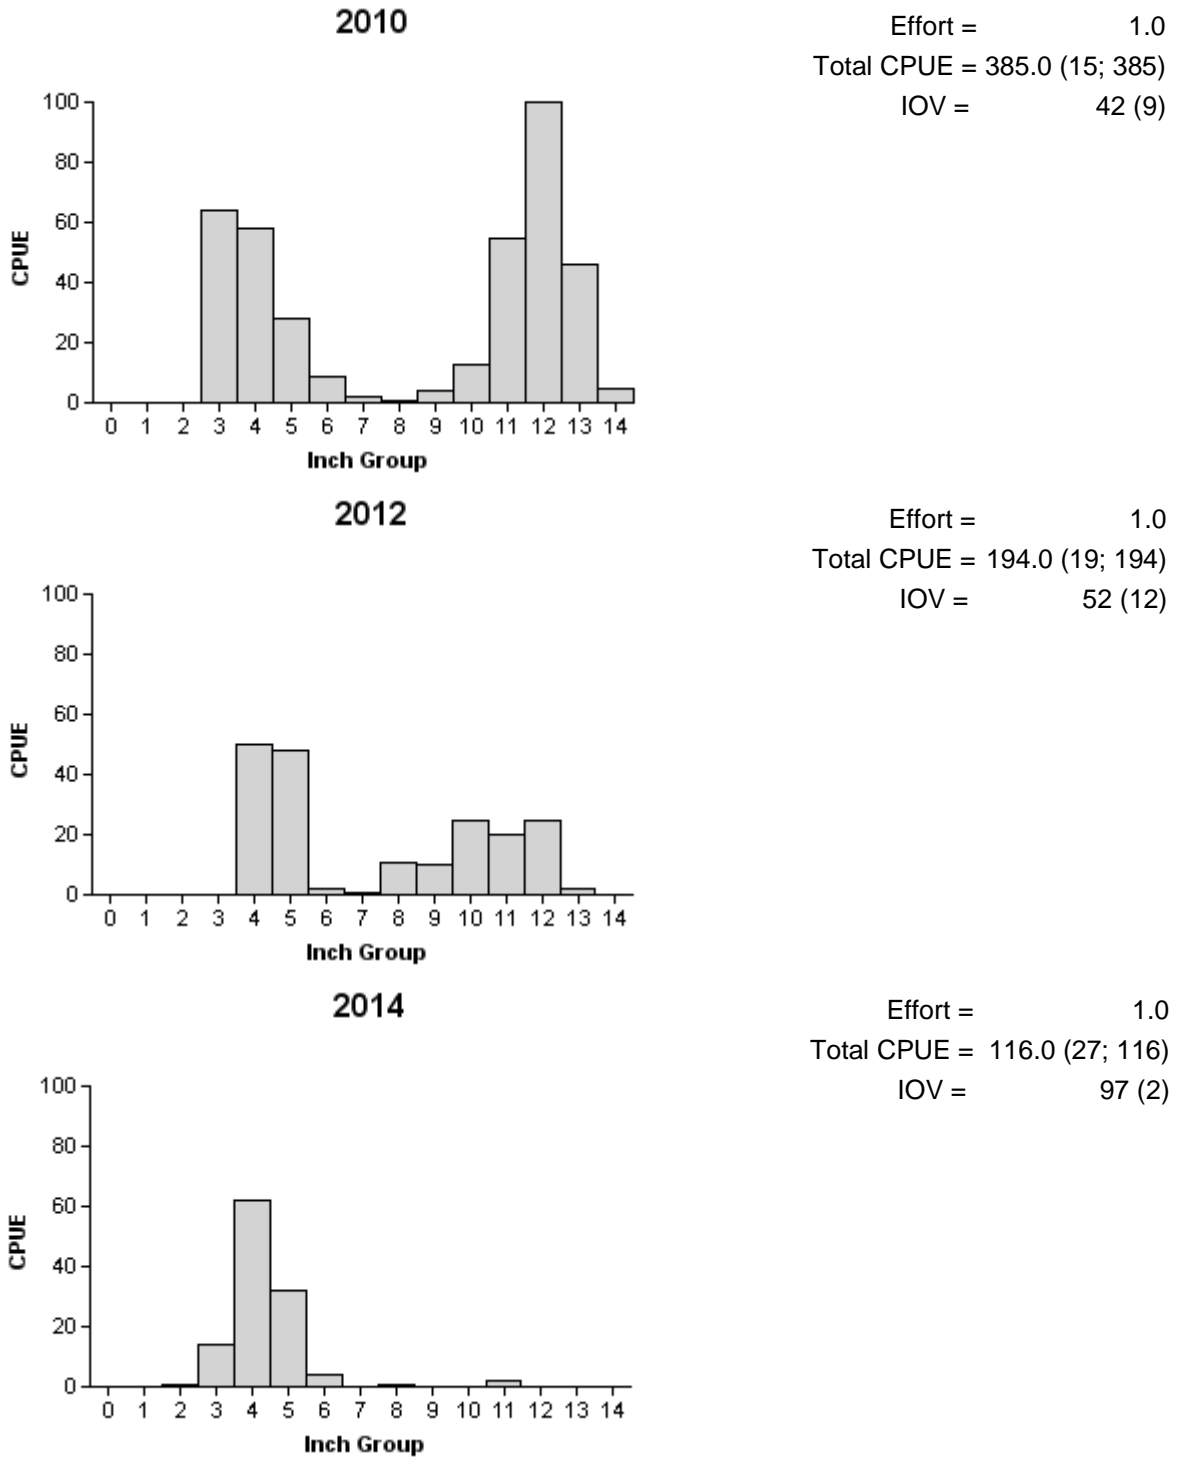 2010
Effort = 1.0
Total CPUE = 385.0 (15; 385)
IOV = 42 (9)
100
80
60
40
20
0
CPUE
0 1 2 3 4 5 6 7 8 9 10 11 12 13 14
Inch Group
2012
Effort = 1.0
Total CPUE = 194.0 (19; 194)
IOV = 52 (12)
100
80
60
40
20
0
CPUE
0 1 2 3 4 5 6 7 8 9 10 11 12 13 14
Inch Group
2014
Effort = 1.0
Total CPUE = 116.0 (27; 116)
IOV = 97 (2)
100
80
60
40
20
0
CPUE
0 1 2 3 4 5 6 7 8 9 10 11 12 13 14
Inch Group